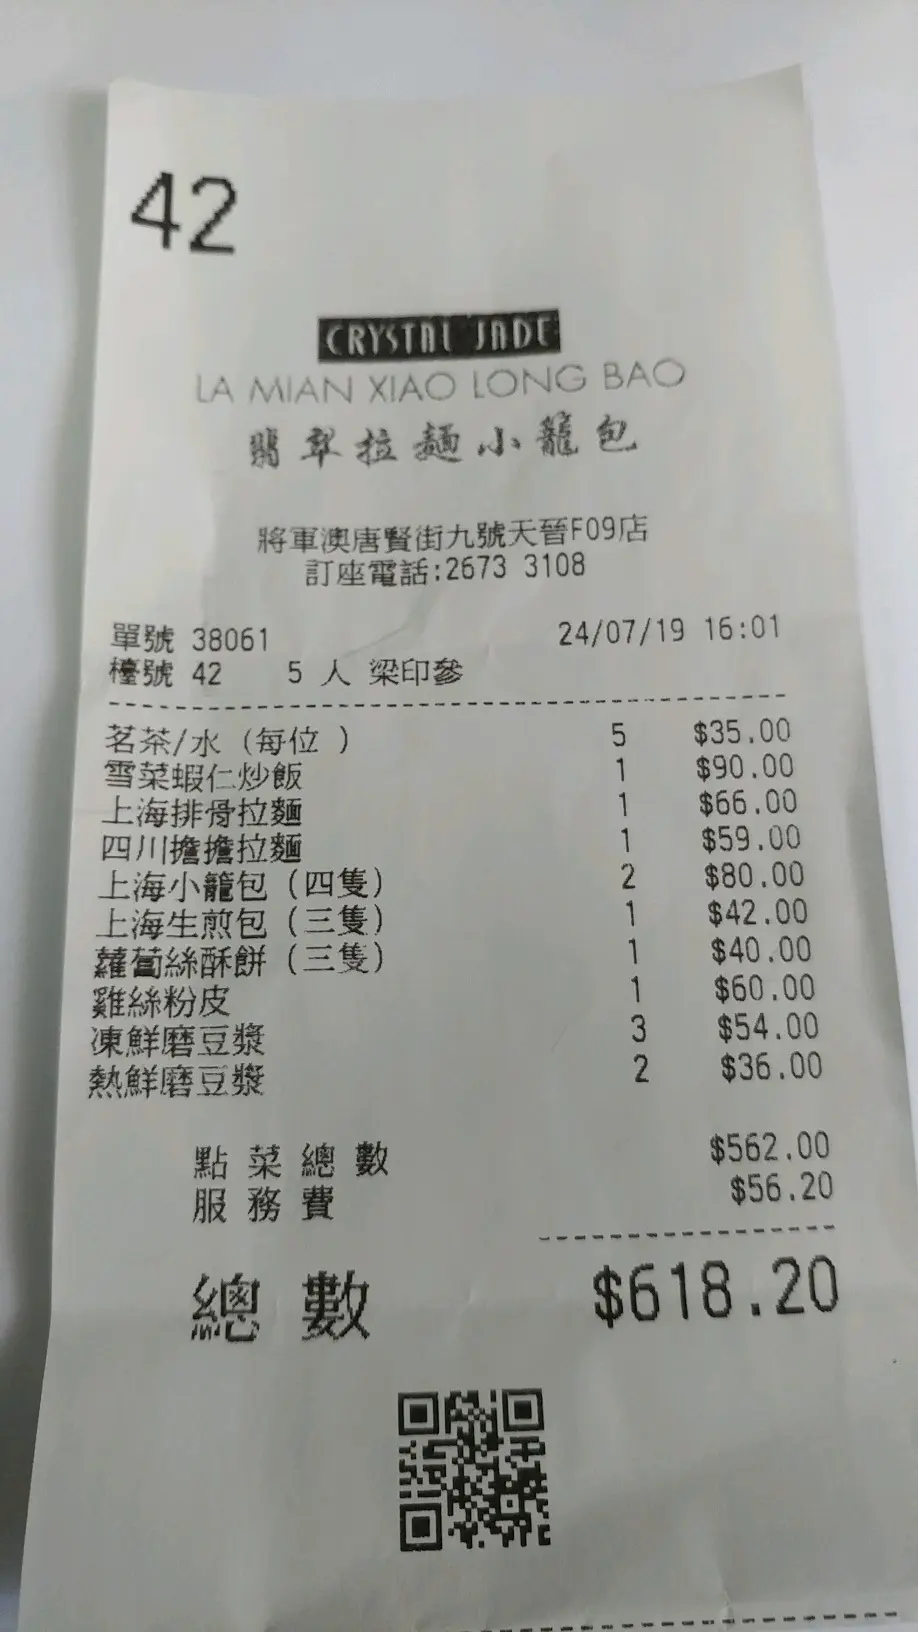 42
CRYSTAL JADE
LA MIAN XIAO LONG BAO
翡翠拉麵小籠包
將軍澳唐賢街九號天晉F09店
訂座電話:2673 3108
單號 38061 24/07/19 16:01
檯號 42 5 人 梁印參
茗茶/水 (每位 ) 5 $35.00
雪菜蝦仁炒飯 1 $90.00
上海排骨拉麵 1 $66.00
四川擔擔拉麵 1 $59.00
上海小籠包 (四隻) 2 $80.00
上海生煎包 (三隻) 1 $42.00
蘿蔔絲酥餅 (三隻) 1 $40.00
雞絲粉皮 1 $60.00
凍鮮磨豆漿 3 $54.00
熱鮮磨豆漿 2 $36.00
點 菜 總 數 $562.00
服 務 費 $56.20
總 數 $618.20